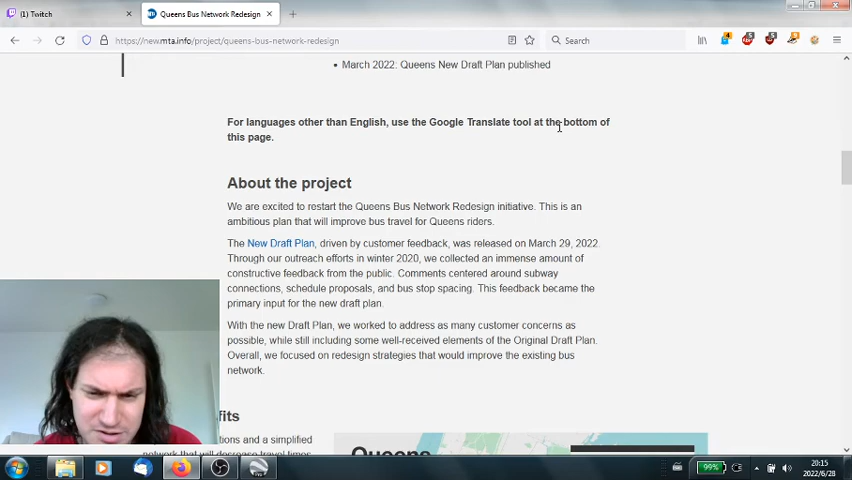 (1) Twitch
Queens Bus Network Redesign
https://new.mta.info/project/queens-bus-network-redesign
Search
4
5
5
• March 2022: Queens New Draft Plan published
For languages other than English, use the Google Translate tool at the bottom of
this page.
About the project
We are excited to restart the Queens Bus Network Redesign initiative. This is an
ambitious plan that will improve bus travel for Queens riders.
The New Draft Plan, driven by customer feedback, was released on March 29, 2022.
Through our outreach efforts in winter 2020, we collected an immense amount of
constructive feedback from the public. Comments centered around subway
connections, schedule proposals, and bus stop spacing. This feedback became the
primary input for the new draft plan.
With the new Draft Plan, we worked to address as many customer concerns as
possible, while still including some well-received elements of the Original Draft Plan.
Overall, we focused on redesign strategies that would improve the existing bus
network.
fits
tions and a simplified
network that will decrease travel times
Queens
99%
20:15
2022/6/28